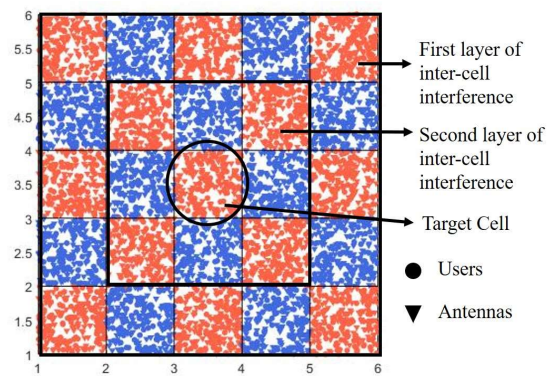 6
5.5
5
4.5
4
3.5
3
2.5
2
1.5
1
1 2 3 4 5 6
First layer of
inter-cell
interference
Second layer of
inter-cell
interference
Target Cell
Users
Antennas